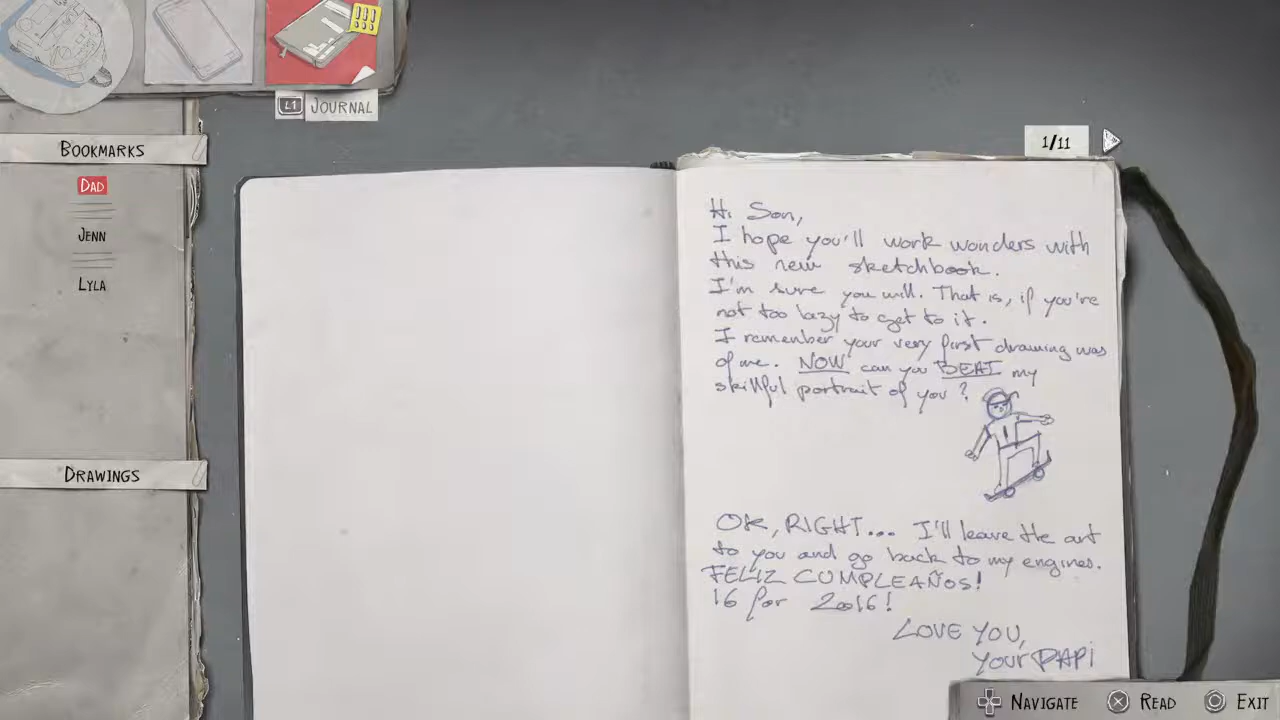 L1 JOURNAL
BOOKMARKS
DAD
JENN
LYLA
DRAWINGS
1/11
Hi Son,
I hope you'll work wonders with
this new sketchbook.
I'm sure you will. That is, if you're
not too lazy to get to it.
I remember your very first drawing was
of me. NOW can you BEAT my
skillful portrait of you?
OK, RIGHT... I'll leave the art
to you and go back to my engines.
FELIZ CUMPLEAÑOS!
16 for 2016!
LOVE YOU,
Your PAPI
NAVIGATE READ EXIT